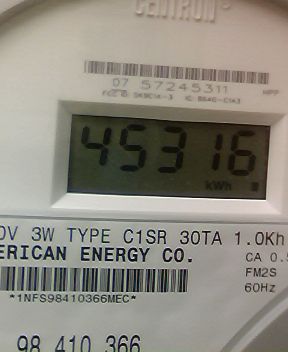 CENTRON
07 57245311
45316
kWh
0V 3W TYPE C1SR 30TA 1.0Kh
ERICAN ENERGY CO.
CA 0.5
FM2S
60Hz
*1NFS98410366MEC*
98 410 366